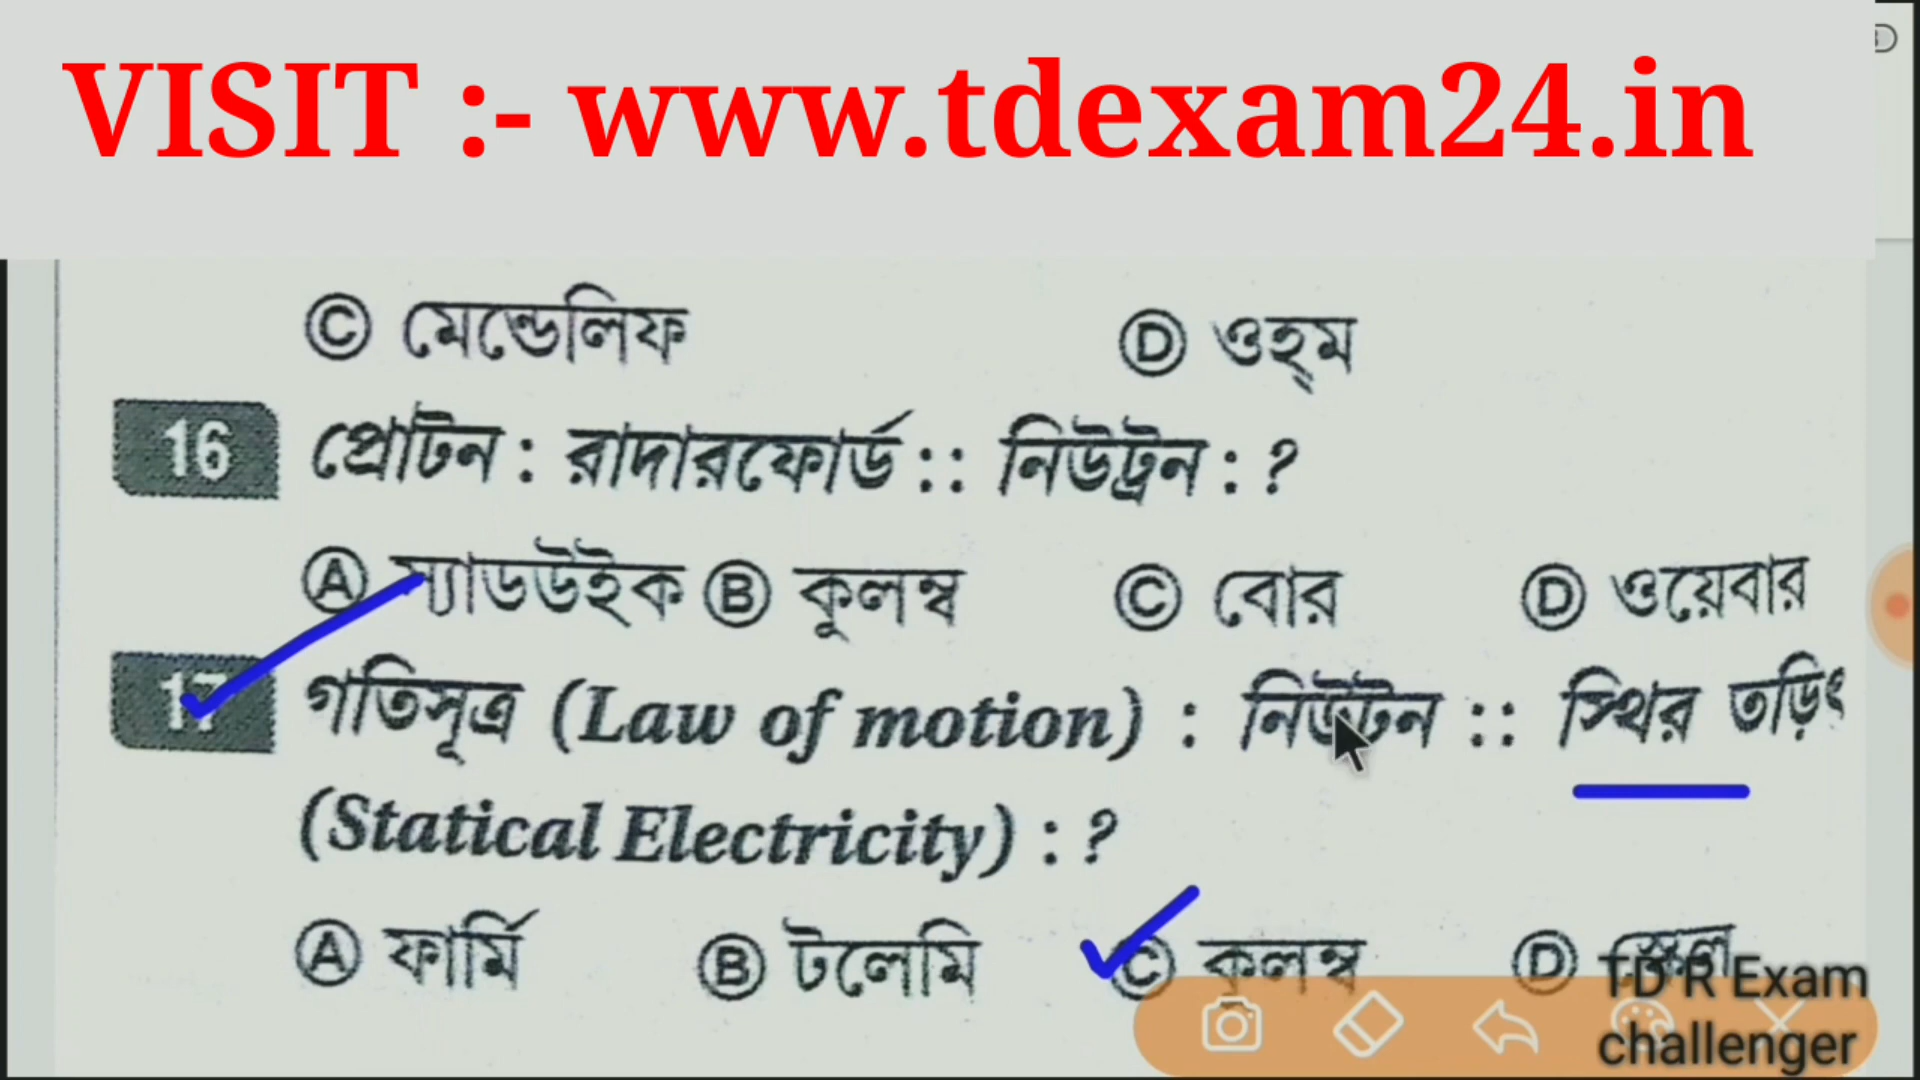 VISIT :- www.tdexam24.in
Ⓒ মেন্ডেলিফ Ⓓ ওহ্‌ম
16 প্রোটন : রাদারফোর্ড :: নিউট্রন : ?
Ⓐ স্যাডউইক Ⓑ কুলম্ব Ⓒ বোর Ⓓ ওয়েবার
17 গতিসূত্র (Law of motion) : নিউটন :: স্থির তড়িৎ
(Statical Electricity) : ?
Ⓐ ফার্মি Ⓑ টলেমি Ⓒ কুলম্ব Ⓓ
TD R Exam
challenger